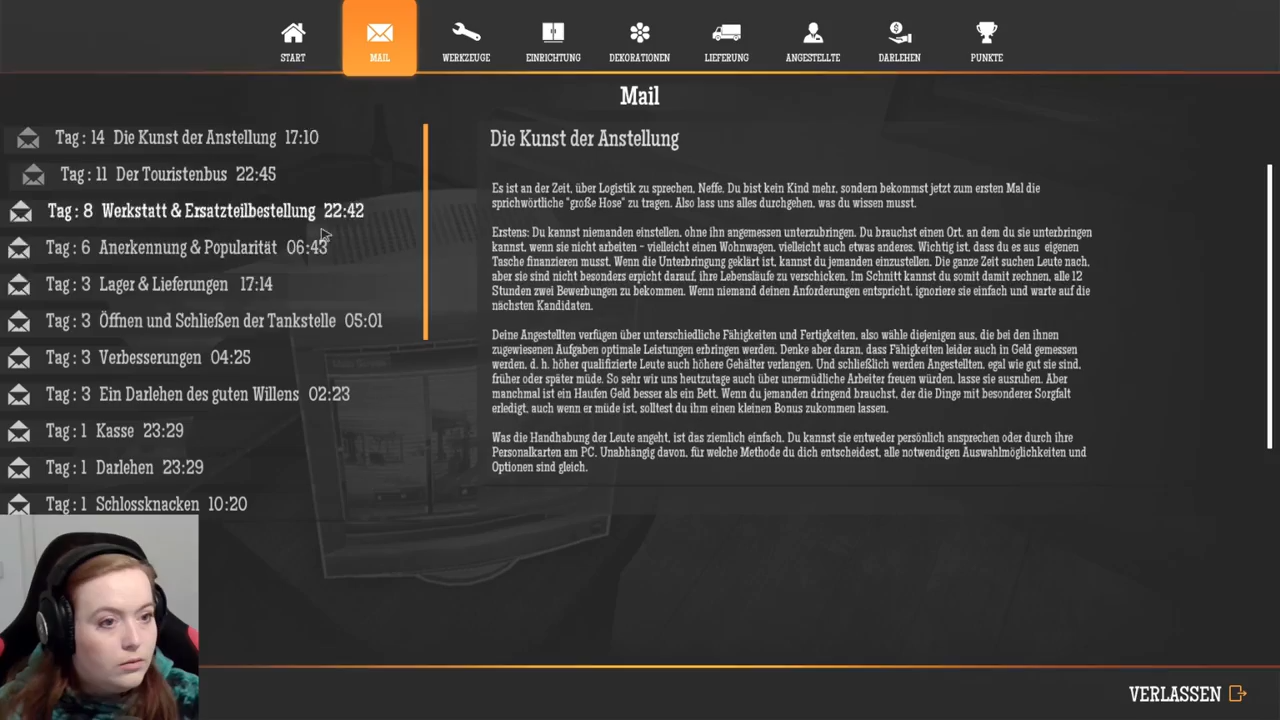 START
MAIL
WERKZEUGE
EINRICHTUNG
DEKORATIONEN
LIEFERUNG
ANGESTELLTE
DARLEHEN
PUNKTE
Mail
Tag : 14 Die Kunst der Anstellung 17:10
Tag : 11 Der Touristenbus 22:45
Tag : 8 Werkstatt & Ersatzteilbestellung 22:42
Tag : 6 Anerkennung & Popularität 06:43
Tag : 3 Lager & Lieferungen 17:14
Tag : 3 Öffnen und Schließen der Tankstelle 05:01
Tag : 3 Verbesserungen 04:25
Tag : 3 Ein Darlehen des guten Willens 02:23
Tag : 1 Kasse 23:29
Tag : 1 Darlehen 23:29
Tag : 1 Schlossknacken 10:20
Die Kunst der Anstellung
Es ist an der Zeit, über Logistik zu sprechen, Neffe. Du bist kein Kind mehr, sondern bekommst jetzt zum ersten Mal die
sprichwörtliche "große Hose" zu tragen. Also lass uns alles durchgehen, was du wissen musst.
Erstens: Du kannst niemanden einstellen, ohne ihn angemessen unterzubringen. Du brauchst einen Ort, an dem du sie unterbringen
kannst, wenn sie nicht arbeiten - vielleicht einen Wohnwagen, vielleicht auch etwas anderes. Wichtig ist, dass du es aus eigenen
Tasche finanzieren musst. Wenn die Unterbringung geklärt ist, kannst du jemanden einzustellen. Die ganze Zeit suchen Leute nach,
aber sie sind nicht besonders erpicht darauf, ihre Lebensläufe zu verschicken. Im Schnitt kannst du somit damit rechnen, alle 12
Stunden zwei Bewerbungen zu bekommen. Wenn niemand deinen Anforderungen entspricht, ignoriere sie einfach und warte auf die
nächsten Kandidaten.
Deine Angestellten verfügen über unterschiedliche Fähigkeiten und Fertigkeiten, also wähle diejenigen aus, die bei den ihnen
zugewiesenen Aufgaben optimale Leistungen erbringen werden. Denke aber daran, dass Fähigkeiten leider auch in Geld gemessen
werden, d. h. höher qualifizierte Leute auch höhere Gehälter verlangen. Und schließlich werden Angestellten, egal wie gut sie sind,
früher oder später müde. So sehr wir uns heutzutage auch über unermüdliche Arbeiter freuen würden, lasse sie ausruhen. Aber
manchmal ist ein Haufen Geld besser als ein Bett. Wenn du jemanden dringend brauchst, der die Dinge mit besonderer Sorgfalt
erledigt, auch wenn er müde ist, solltest du ihm einen kleinen Bonus zukommen lassen.
Was die Handhabung der Leute angeht, ist das ziemlich einfach. Du kannst sie entweder persönlich ansprechen oder durch ihre
Personalkarten am PC. Unabhängig davon, für welche Methode du dich entscheidest, alle notwendigen Auswahlmöglichkeiten und
Optionen sind gleich.
VERLASSEN